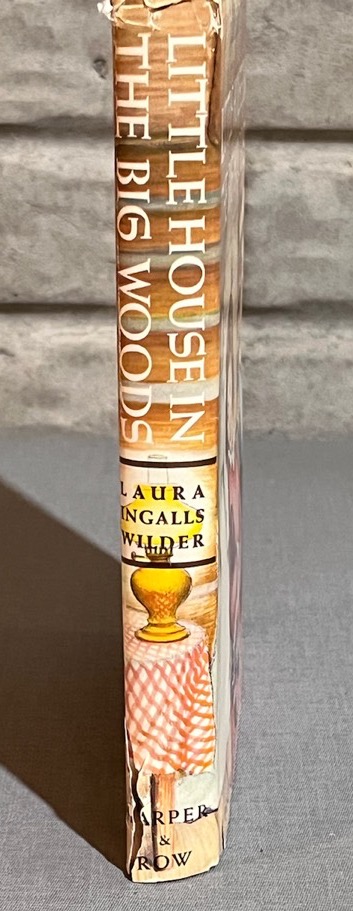 LITTLE HOUSE IN
THE BIG WOODS
LAURA
INGALLS
WILDER
ARPER
&
ROW